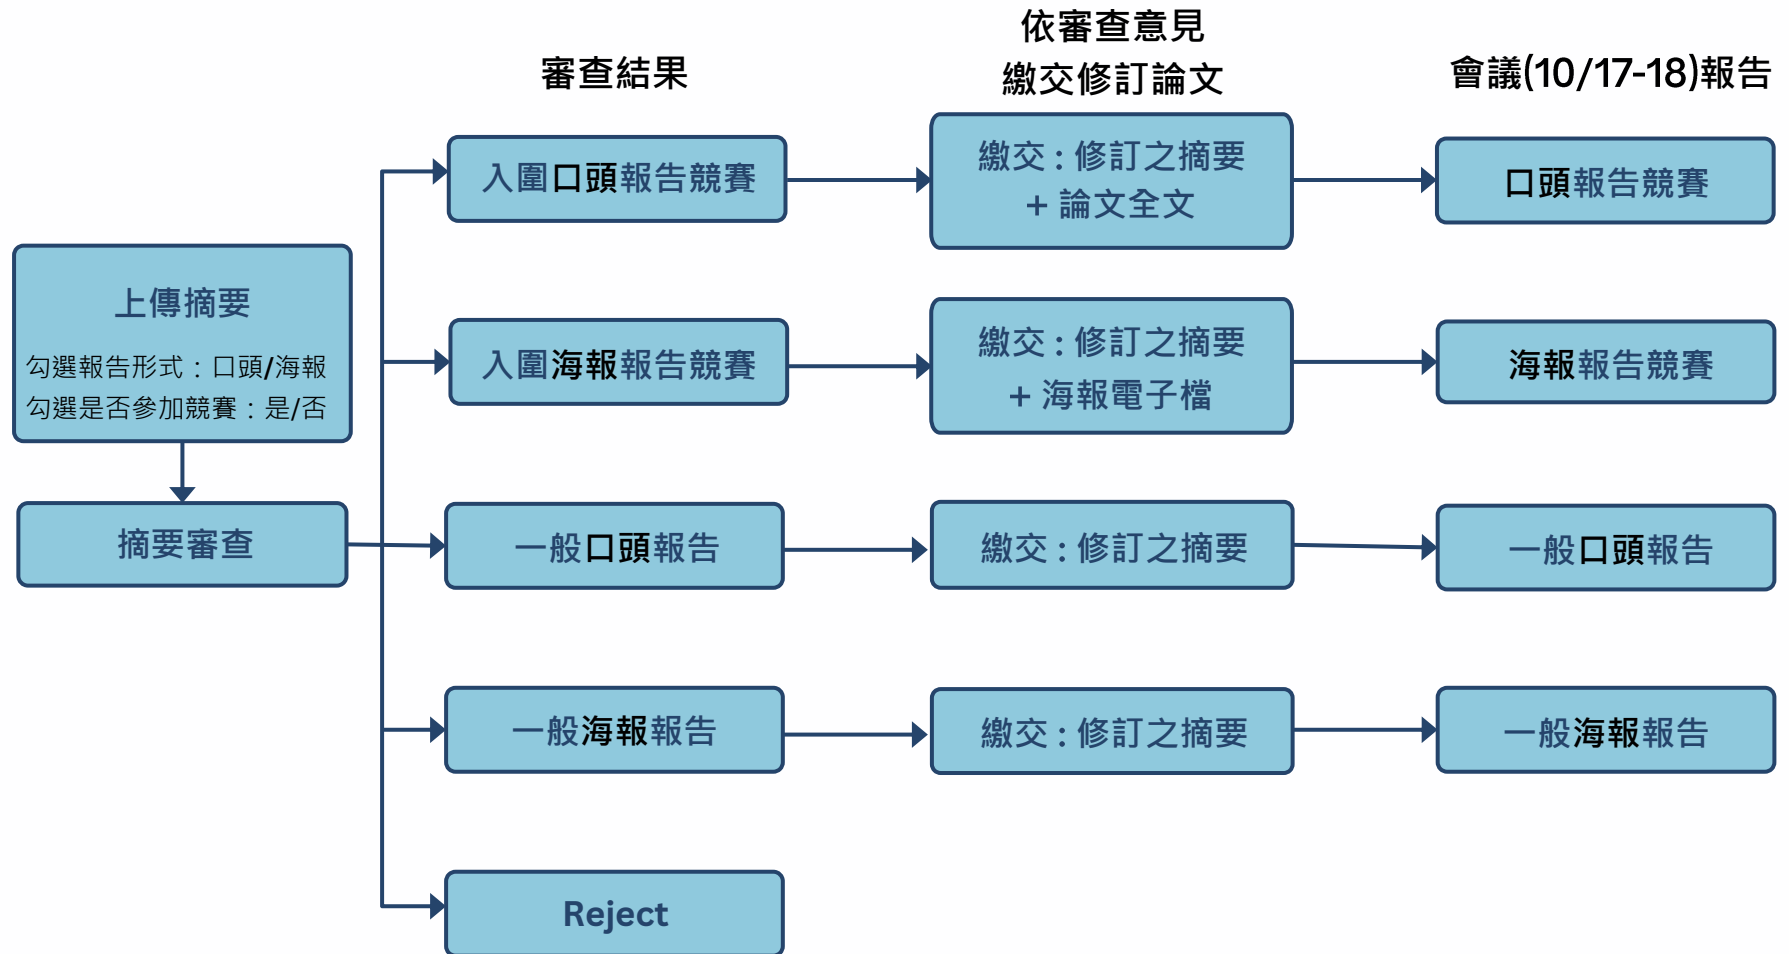 審查結果
依審查意見
繳交修訂論文
會議(10/17-18)報告
上傳摘要
勾選報告形式：口頭/海報
勾選是否參加競賽：是/否
摘要審查
入圍口頭報告競賽
繳交：修訂之摘要
+ 論文全文
口頭報告競賽
入圍海報報告競賽
繳交：修訂之摘要
+ 海報電子檔
海報報告競賽
一般口頭報告
繳交：修訂之摘要
一般口頭報告
一般海報報告
繳交：修訂之摘要
一般海報報告
Reject